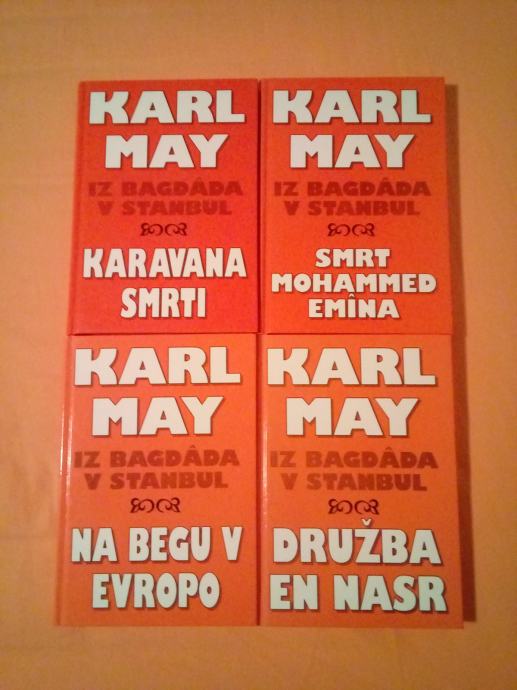 KARL
MAY
IZ BAGDÂDA
V STANBUL
KARAVANA
SMRTI
KARL
MAY
IZ BAGDÂDA
V STANBUL
SMRT
MOHAMMED
EMÎNA
KARL
MAY
IZ BAGDÂDA
V STANBUL
NA BEGU V
EVROPO
KARL
MAY
IZ BAGDÂDA
V STANBUL
DRUŽBA
EN NASR